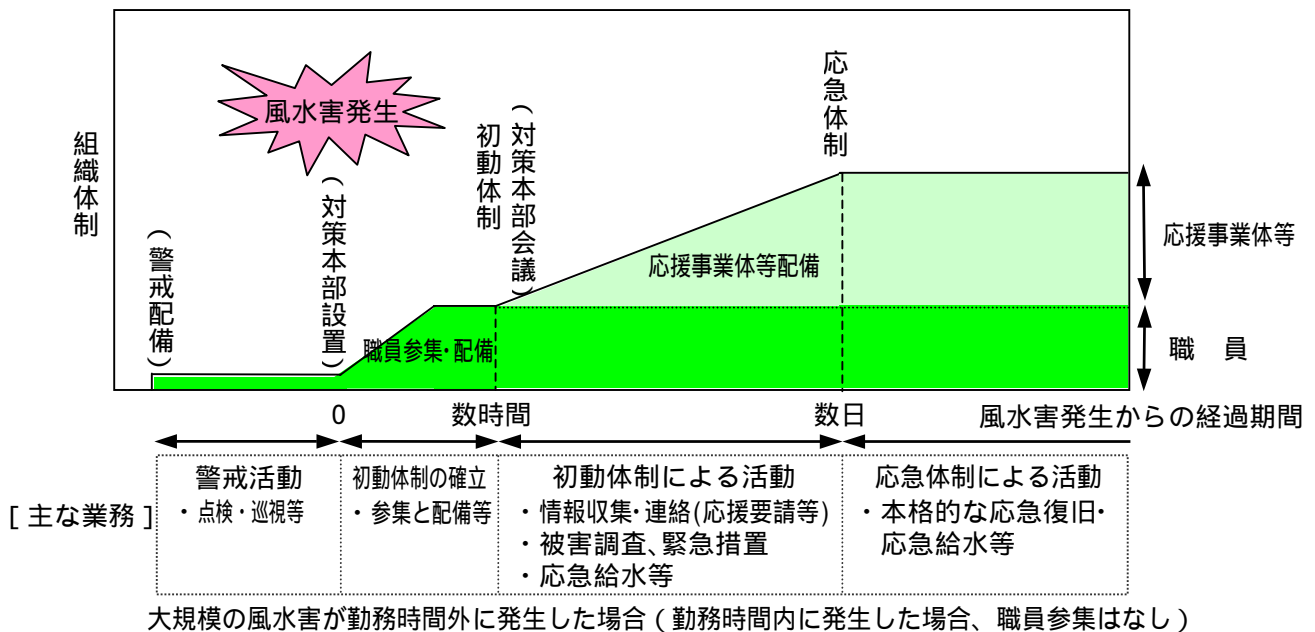 風水害発生
組織体制
(警戒配備)
(対策本部設置)
初動体制
(対策本部会議)
応急体制
応援事業体等配備
職員参集・配備
応援事業体等
職 員
0
数時間
数日
風水害発生からの経過期間
[主な業務]
警戒活動
・点検・巡視等
初動体制の確立
・参集と配備等
初動体制による活動
・情報収集・連絡(応援要請等)
・被害調査、緊急措置
・応急給水等
応急体制による活動
・本格的な応急復旧・
応急給水等
大規模の風水害が勤務時間外に発生した場合(勤務時間内に発生した場合、職員参集はなし)